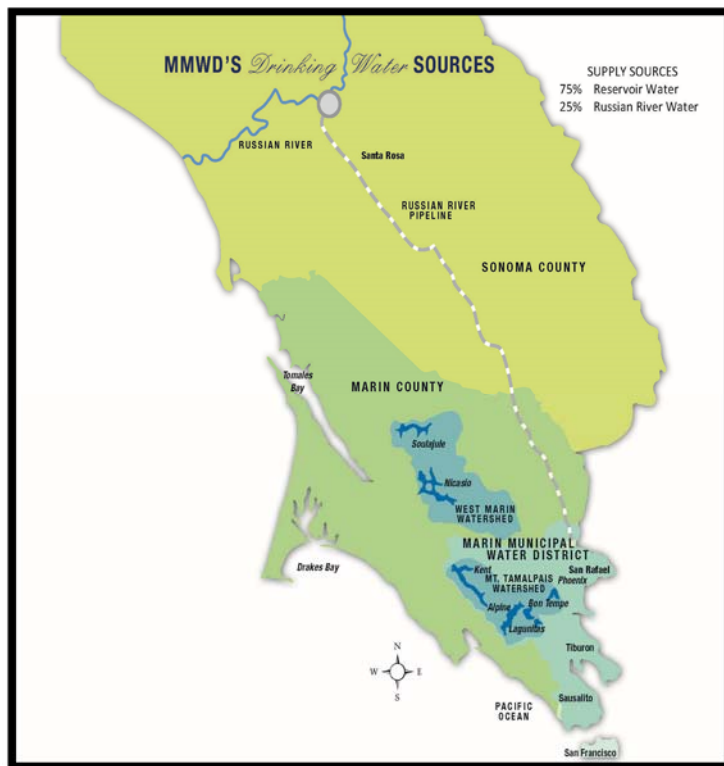 MMWD'S Drinking Water SOURCES
SUPPLY SOURCES
75% Reservoir Water
25% Russian River Water
RUSSIAN RIVER
Santa Rosa
RUSSIAN RIVER
PIPELINE
SONOMA COUNTY
Tomales
Bay
MARIN COUNTY
Soulajule
Nicasio
WEST MARIN
WATERSHED
MARIN MUNICIPAL
WATER DISTRICT
Drakes Bay
Kent
San Rafael
MT. TAMALPAIS
WATERSHED
Phoenix
Alpine
Bon Tempe
Lagunitas
N
W E
S
Tiburon
PACIFIC
OCEAN
Sausalito
San Francisco